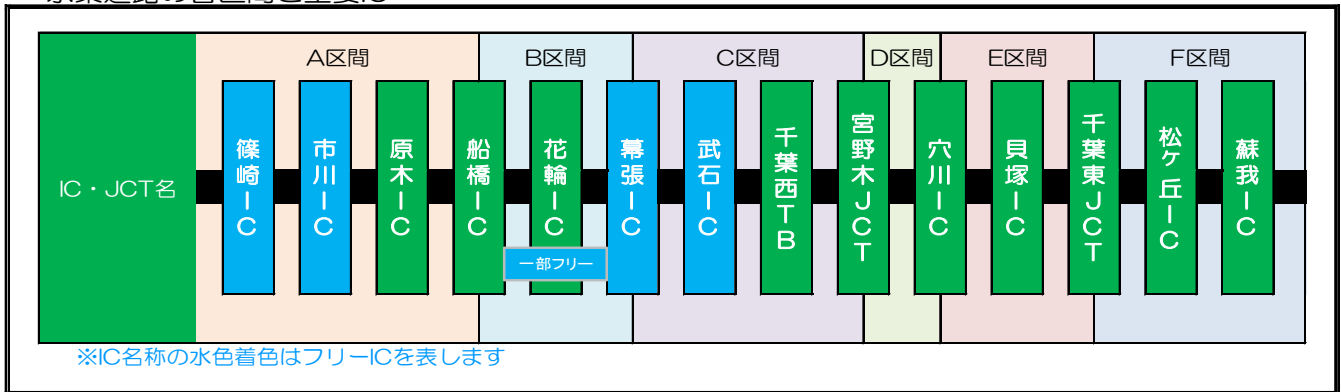 A区間 B区間 C区間 D区間 E区間 F区間
IC・JCT名
篠崎IC
市川IC
原木IC
船橋IC
花輪IC
一部フリー
幕張IC
武石IC
千葉西TB
宮野木JCT
穴川IC
貝塚IC
千葉東JCT
松ヶ丘IC
蘇我IC
※IC名称の水色着色はフリーICを表します